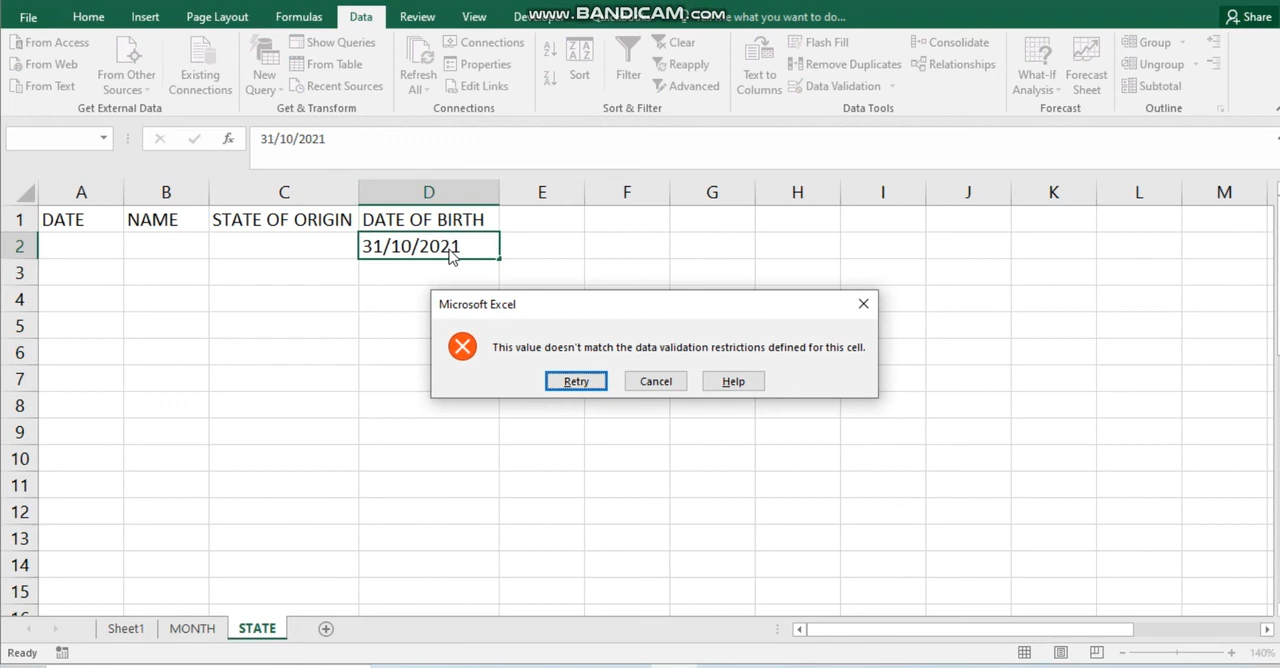 File Home Insert Page Layout Formulas Data Review View De www.BANDICAM.com me what you want to do... Share
From Access
From Web
From Text
From Other Sources
Existing Connections
Get External Data
New Query
Show Queries
From Table
Recent Sources
Get & Transform
Refresh All
Connections
Properties
Edit Links
Connections
Sort
Filter
Clear
Reapply
Advanced
Sort & Filter
Text to Columns
Flash Fill
Remove Duplicates
Data Validation
Consolidate
Relationships
Data Tools
What-If Analysis
Forecast Sheet
Forecast
Group
Ungroup
Subtotal
Outline
fx 31/10/2021
A B C D E F G H I J K L M
1 DATE NAME STATE OF ORIGIN DATE OF BIRTH
2 31/10/2021
3
4
5
6
7
8
9
10
11
12
13
14
15
Microsoft Excel
This value doesn't match the data validation restrictions defined for this cell.
Retry Cancel Help
Sheet1 MONTH STATE
Ready 140%